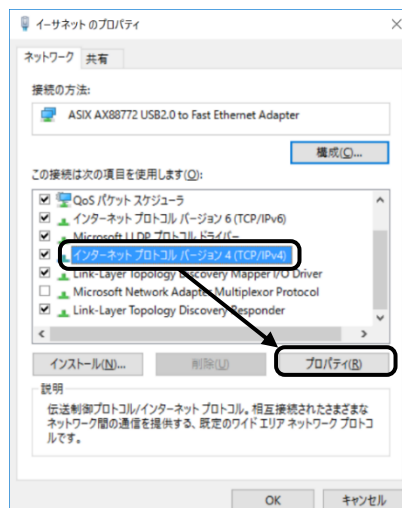 イーサネット のプロパティ
ネットワーク 共有
接続の方法:
ASIX AX88772 USB2.0 to Fast Ethernet Adapter
構成(C)...
この接続は次の項目を使用します(O):
QoS パケット スケジューラ
インターネット プロトコル バージョン 6 (TCP/IPv6)
Microsoft LLDP プロトコル ドライバー
インターネット プロトコル バージョン 4 (TCP/IPv4)
Link-Layer Topology Discovery Mapper I/O Driver
Microsoft Network Adapter Multiplexor Protocol
Link-Layer Topology Discovery Responder
インストール(N)... 削除(U) プロパティ(R)
説明
伝送制御プロトコル/インターネット プロトコル。相互接続されたさまざまな
ネットワーク間の通信を提供する、既定のワイド エリア ネットワーク プロトコ
ルです。
OK キャンセル